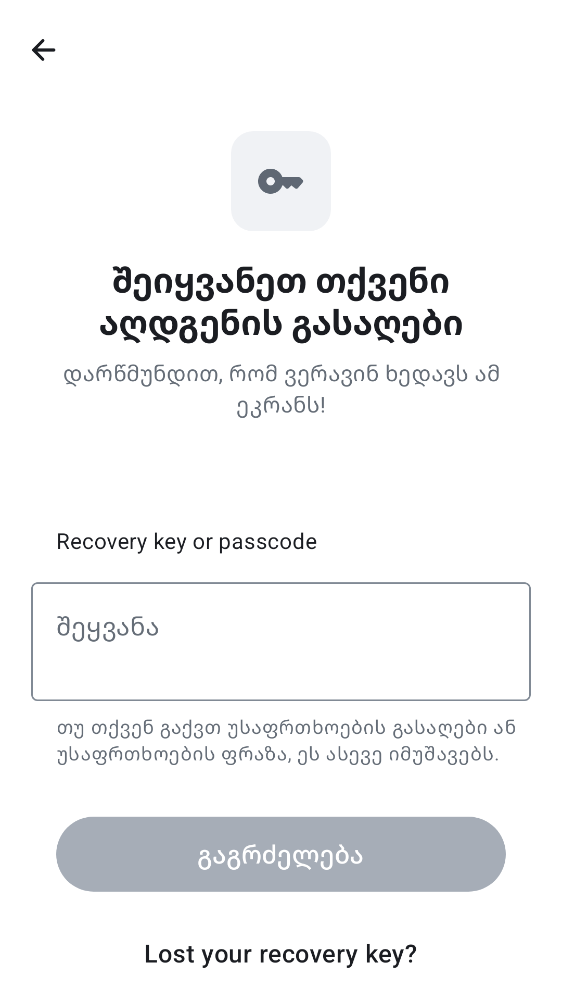 შეიყვანეთ თქვენი
აღდგენის გასაღები
დარწმუნდით, რომ ვერავინ ხედავს ამ
ეკრანს!
Recovery key or passcode
შეყვანა
თუ თქვენ გაქვთ უსაფრთხოების გასაღები ან
უსაფრთხოების ფრაზა, ეს ასევე იმუშავებს.
გაგრძელება
Lost your recovery key?